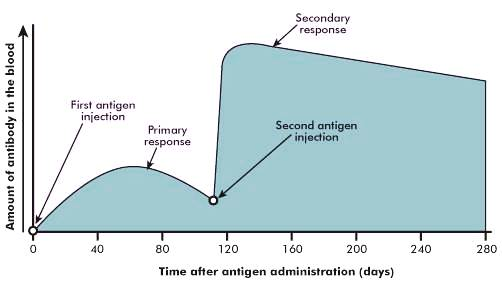 Secondary
response
First antigen
injection
Primary
response
Second antigen
injection
Amount of antibody in the blood
0
40
80
120
160
200
240
280
Time after antigen administration (days)